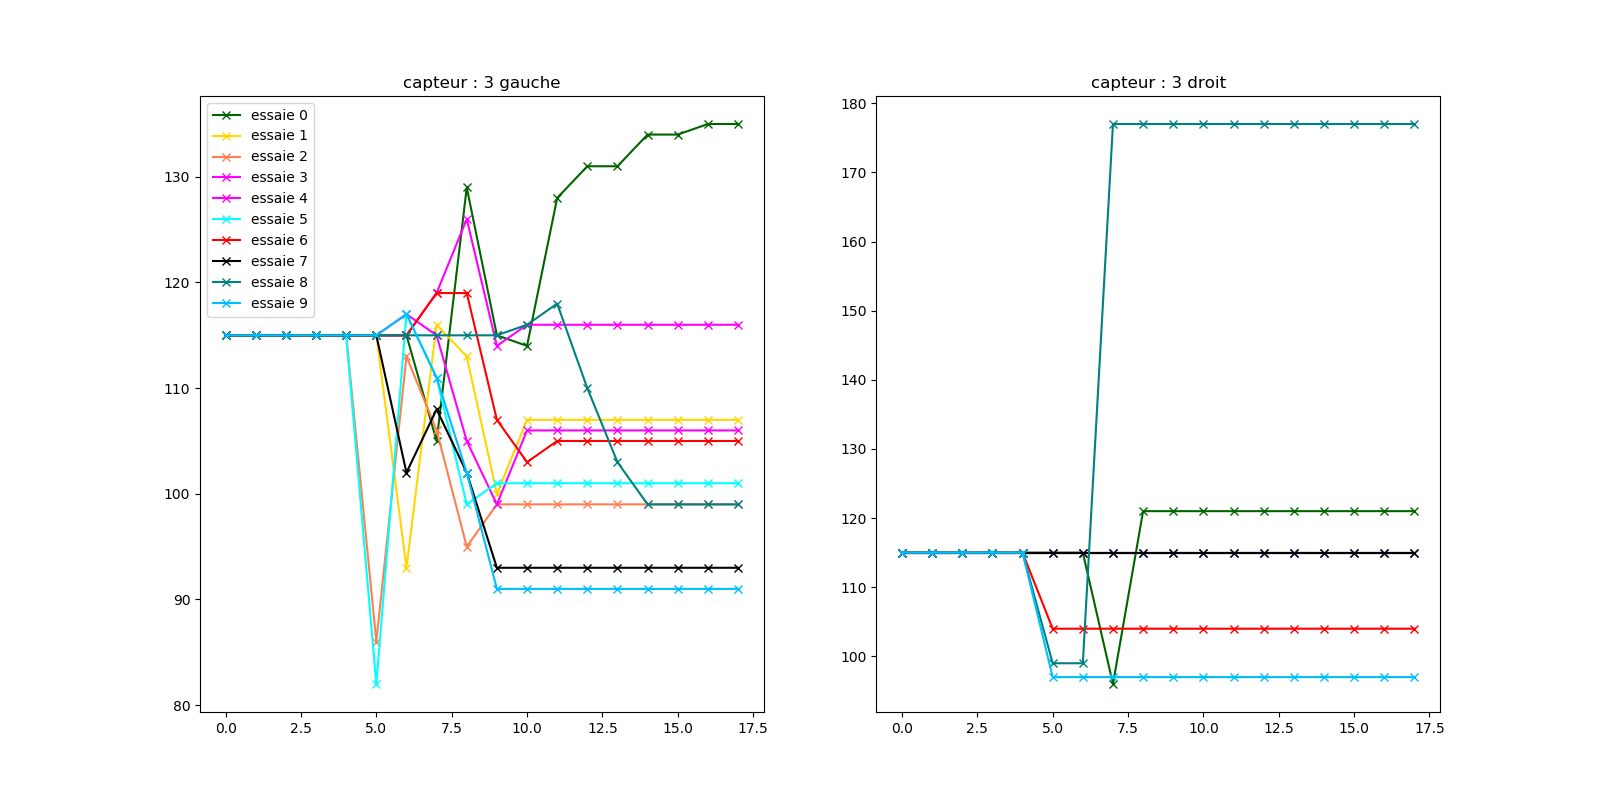 capteur : 3 gauche
essaie 0
essaie 1
essaie 2
essaie 3
essaie 4
essaie 5
essaie 6
essaie 7
essaie 8
essaie 9
130
120
110
100
90
80
0.0 2.5 5.0 7.5 10.0 12.5 15.0 17.5
capteur : 3 droit
180
170
160
150
140
130
120
110
100
0.0 2.5 5.0 7.5 10.0 12.5 15.0 17.5